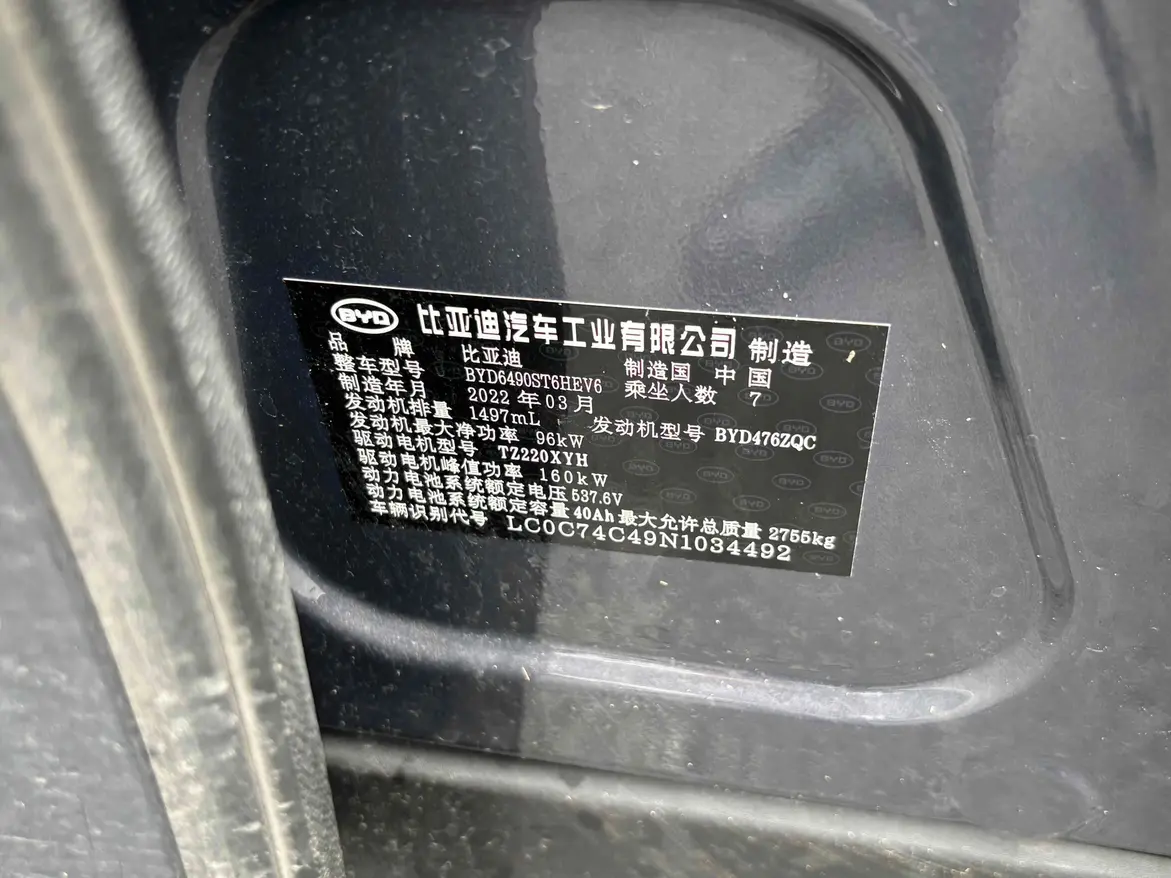 BYD 比亚迪汽车工业有限公司 制造
品 牌 比亚迪 制造国 中国
整车型号 BYD6490ST6HEV6 乘坐人数 7
制造年月 2022 年 03 月
发动机排量 1497mL 发动机型号 BYD476ZQC
发动机最大净功率 96kW
驱动电机型号 TZ220XYH
驱动电机峰值功率 160kW
动力电池系统额定电压 537.6V
动力电池系统额定容量 40Ah 最大允许总质量 2755kg
车辆识别代号 LC0C74C49N1034492